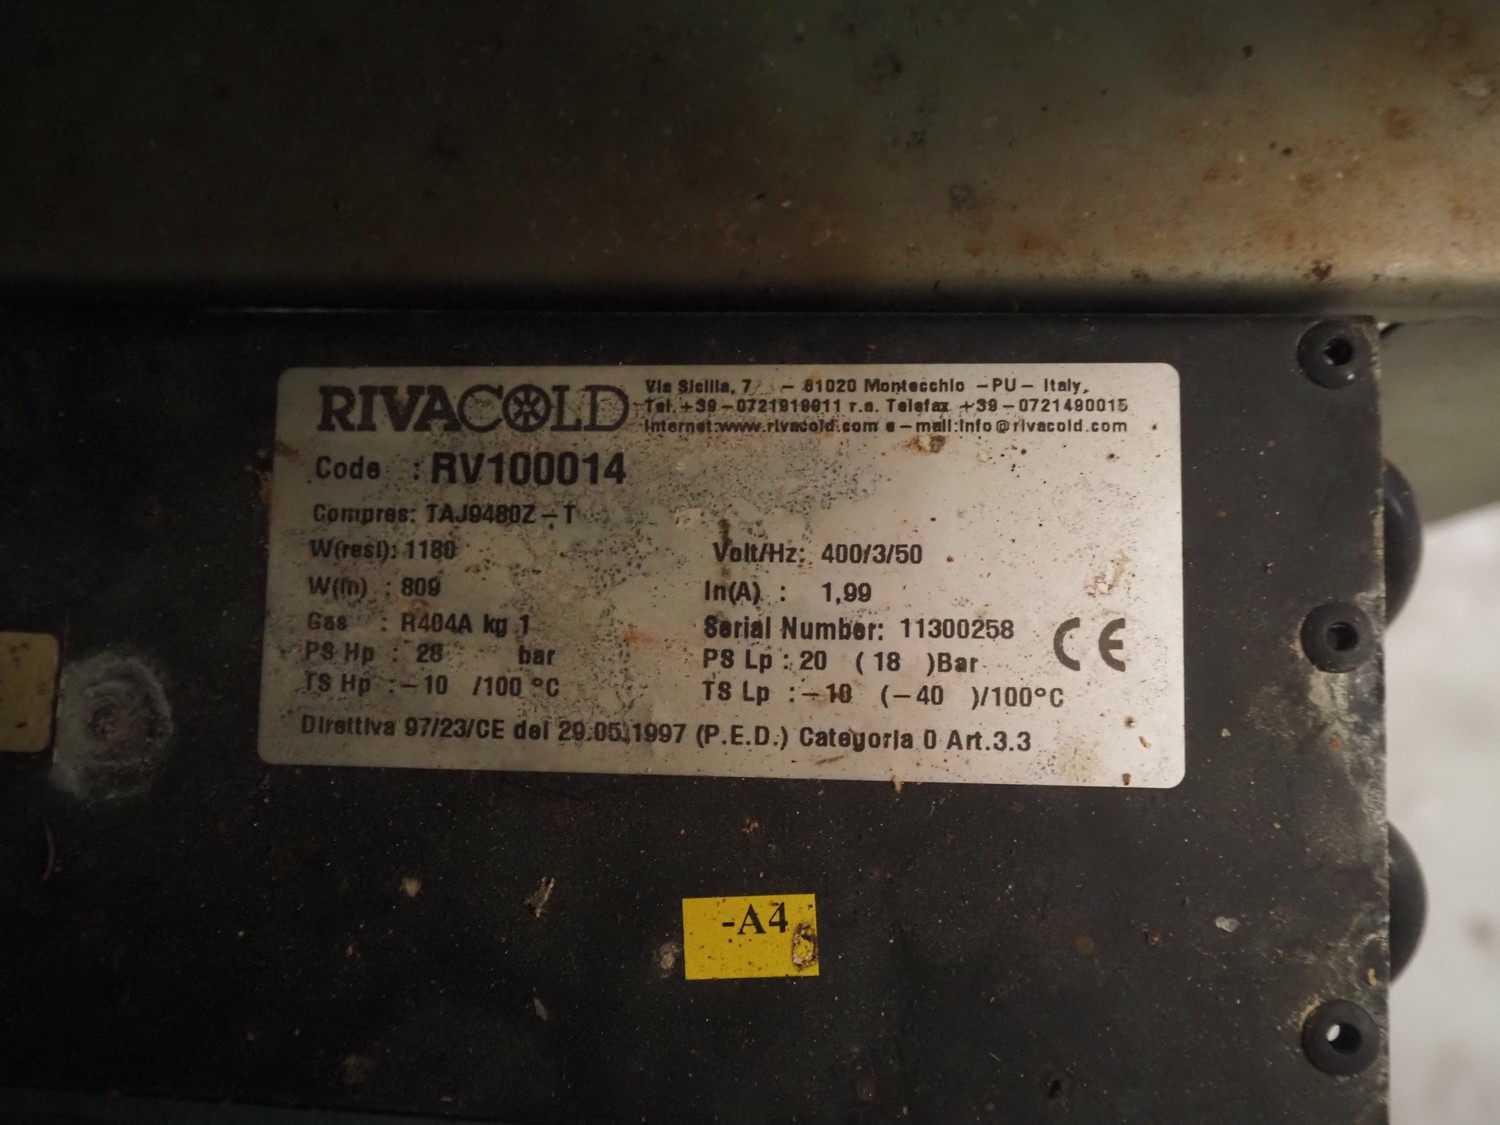 RIVACOLD
Via Sicilia, 7 - 61020 Montecchio - PU - Italy.
Tel. +39-0721919911 r.a. Telefax +39-0721490015
Internet:www.rivacold.com e-mail:info@rivacold.com
Code : RV100014
Compres: TAJ9480Z-T
W(resl): 1180
Volt/Hz: 400/3/50
W(in) : 809
In(A) : 1,99
Gas : R404A kg 1
Serial Number: 11300258
CE
PS Hp : 28 bar
PS Lp : 20 ( 18 )Bar
TS Hp :-10 /100 °C
TS Lp :-10 (-40 )/100°C
Direttiva 97/23/CE del 29.05.1997 (P.E.D.) Categoria 0 Art.3.3
-A4